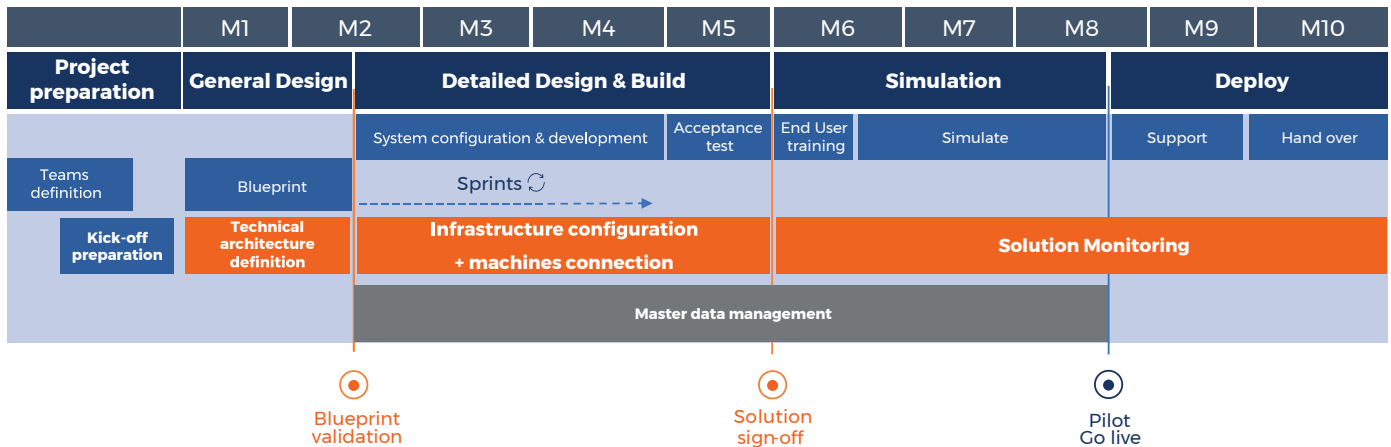 M1 M2 M3 M4 M5 M6 M7 M8 M9 M10
Project
preparation
General Design
Detailed Design & Build
Simulation
Deploy
System configuration & development
Acceptance
test
End User
training
Simulate
Support
Hand over
Teams
definition
Blueprint
Sprints
Kick-off
preparation
Technical
architecture
definition
Infrastructure configuration
+ machines connection
Solution Monitoring
Master data management
Blueprint
validation
Solution
sign-off
Pilot
Go live